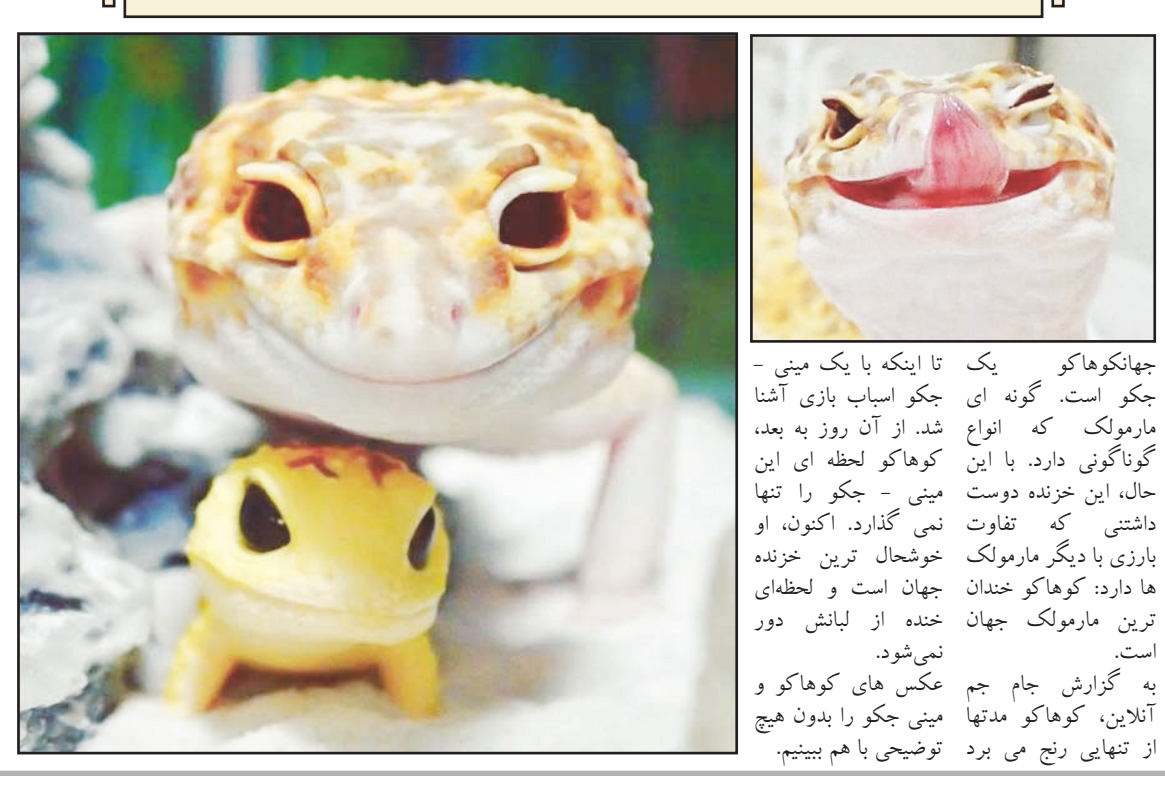 جهانکوهاکو یک
جکو است. گونه ای
مارمولک که انواع
گوناگونی دارد. با این
حال، این خزنده دوست
داشتنی که تفاوت
بارزی با دیگر مارمولک
ها دارد: کوهاکو خندان
ترین مارمولک جهان
است.
به گزارش جام جم
آنلاین، کوهاکو مدتها
از تنهایی رنج می برد
تا اینکه با یک مینی -
جکو اسباب بازی آشنا
شد. از آن روز به بعد،
کوهاکو لحظه ای این
مینی - جکو را تنها
نمی گذارد. اکنون، او
خوشحال ترین خزنده
جهان است و لحظه‌ای
خنده از لبانش دور
نمی‌شود.
عکس های کوهاکو و
مینی جکو را بدون هیچ
توضیحی با هم ببینیم.